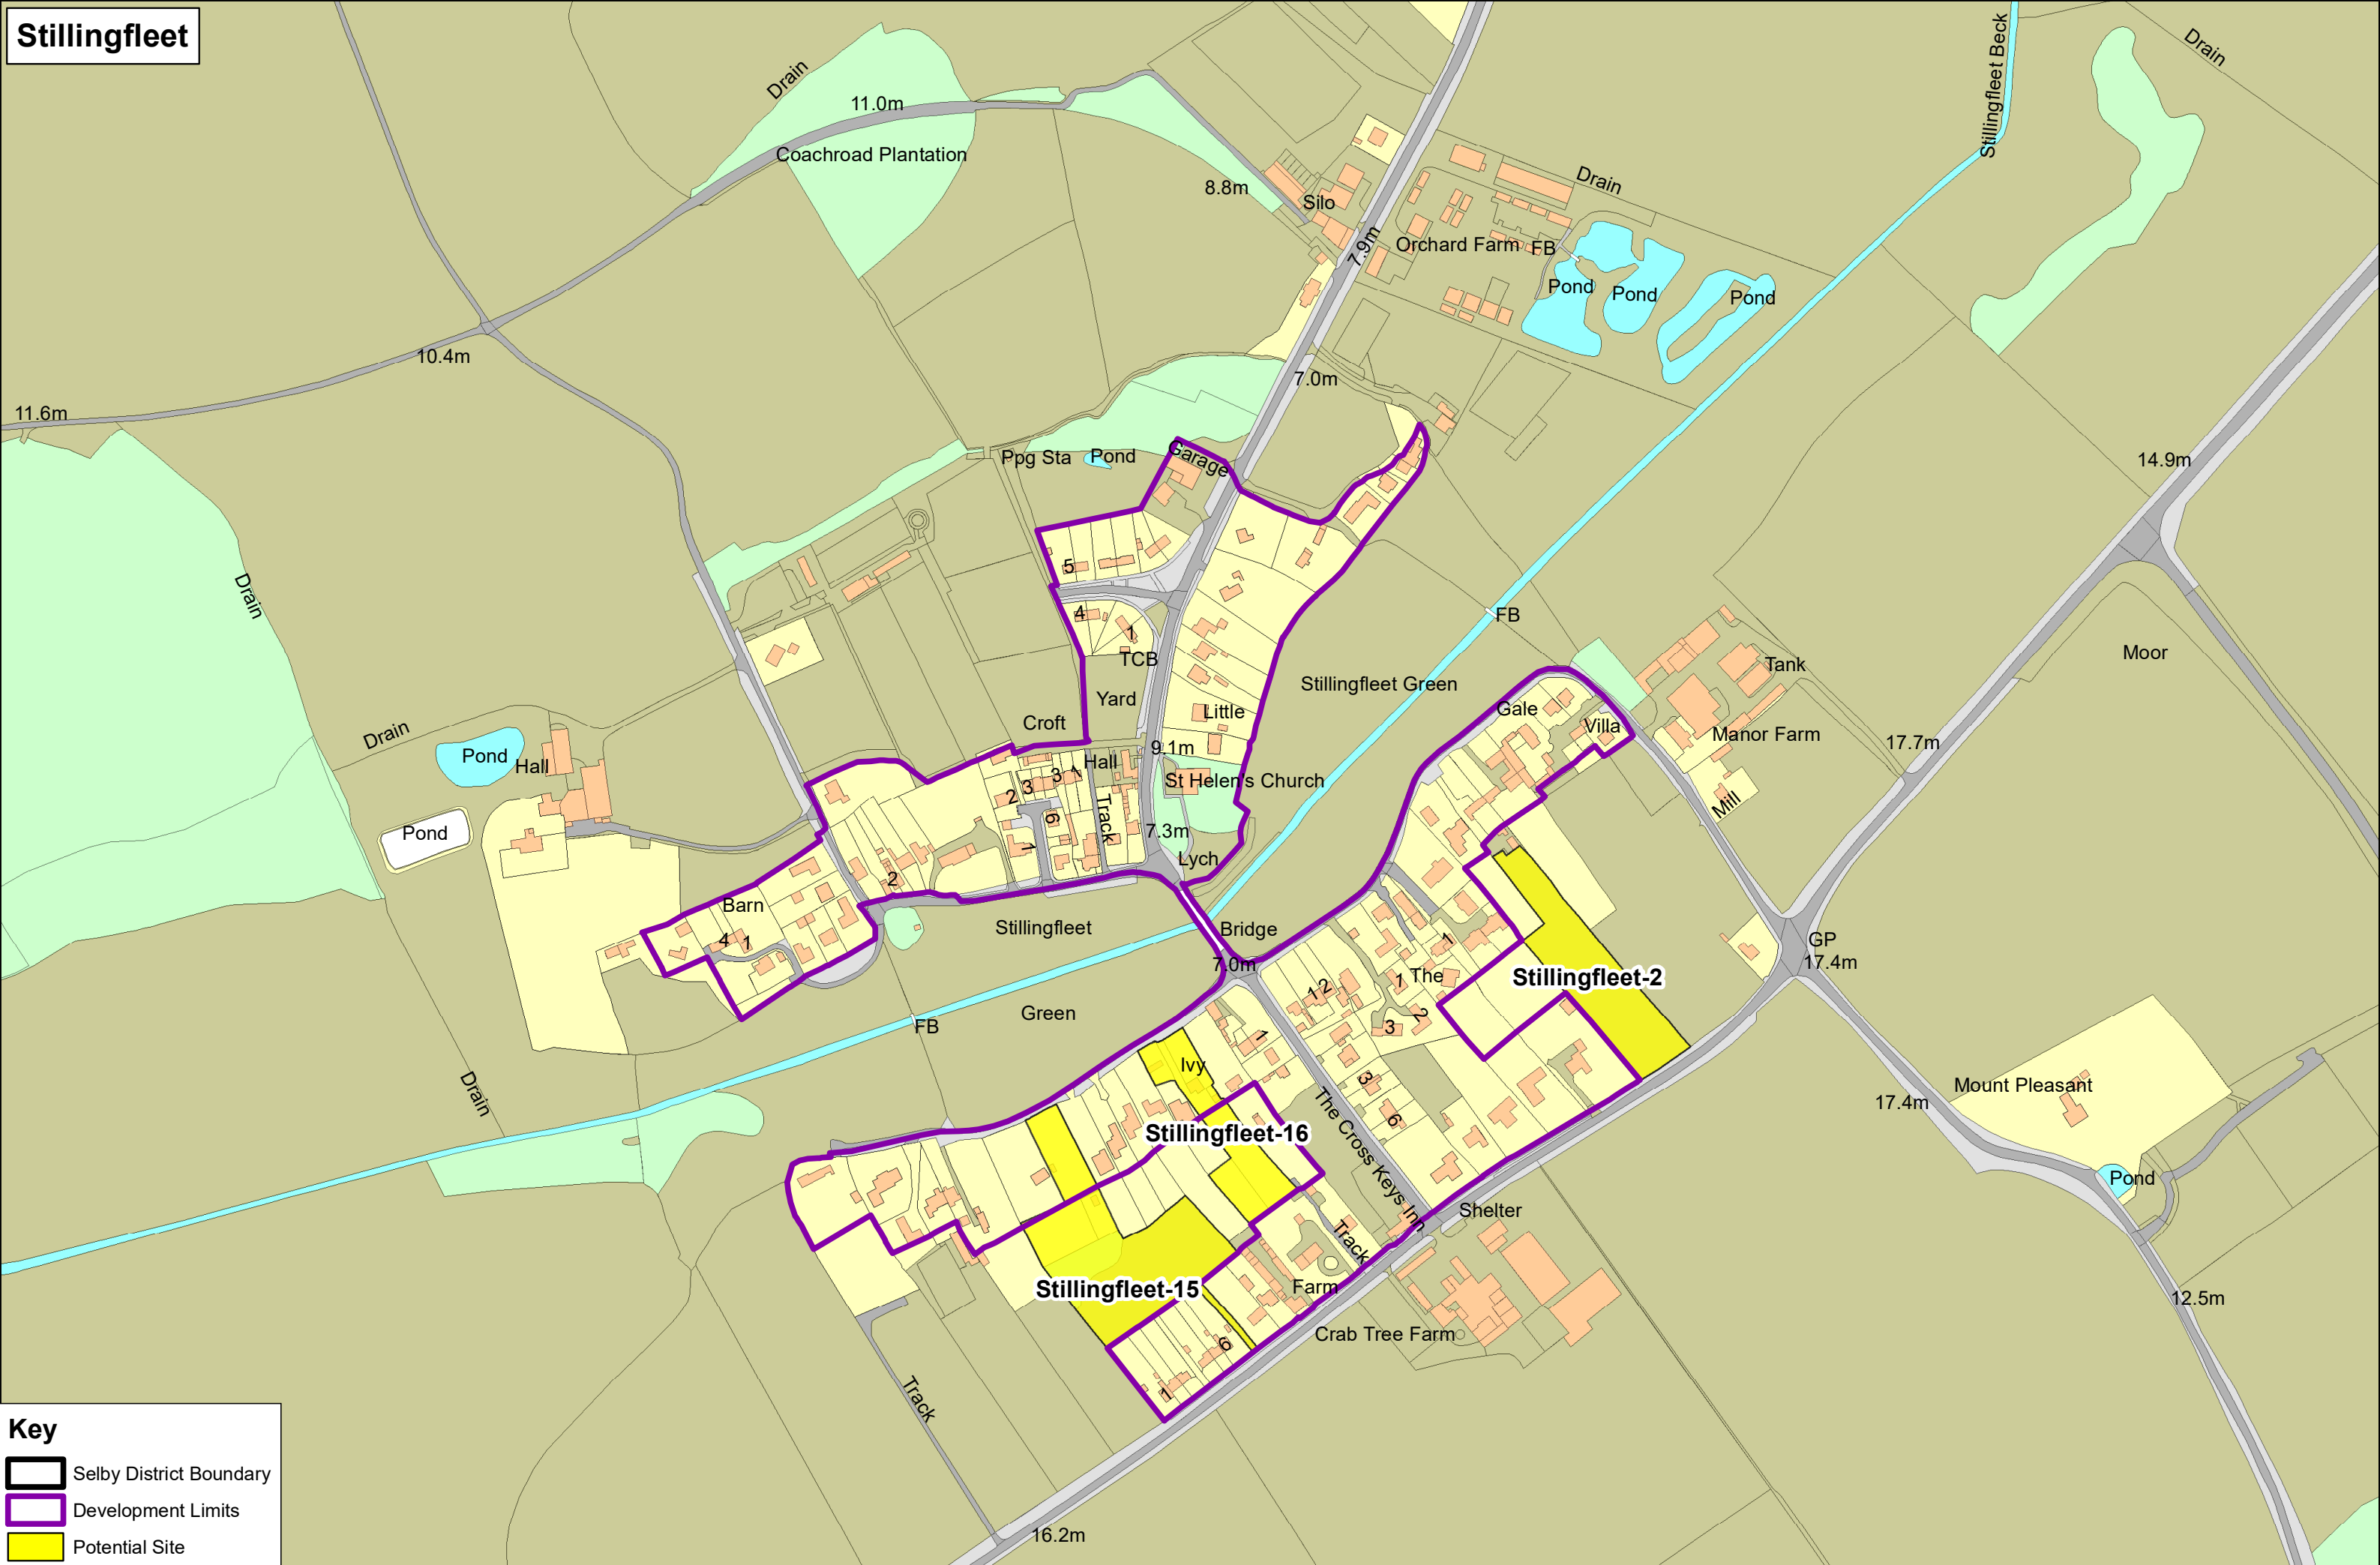 Stillingfleet
Drain
11.0m
Coachroad Plantation
8.8m
Silo
7.9m
Drain
Orchard Farm
FB
Pond
Pond
Pond
Stillingfleet Beck
Drain
10.4m
11.6m
7.0m
Ppg Sta
Pond
Garage
14.9m
5
4
1
TCB
Yard
Croft
Little
9.1m
Hall
St Helen's Church
Drain
Drain
Pond
Hall
Pond
FB
Stillingfleet Green
Gale
Villa
Tank
Manor Farm
Mill
Moor
17.7m
2
3
3
1
6
1
Track
7.3m
Lych
2
Barn
4
1
Stillingfleet
Bridge
7.0m
Green
FB
Drain
1
2
1
The
1
2
3
3
6
Stillingfleet-2
GP
17.4m
17.4m
Mount Pleasant
Pond
12.5m
Ivy
1
Stillingfleet-16
The Cross Keys Inn
Shelter
Track
Farm
Stillingfleet-15
Crab Tree Farm
6
1
Track
16.2m
Key
Selby District Boundary
Development Limits
Potential Site